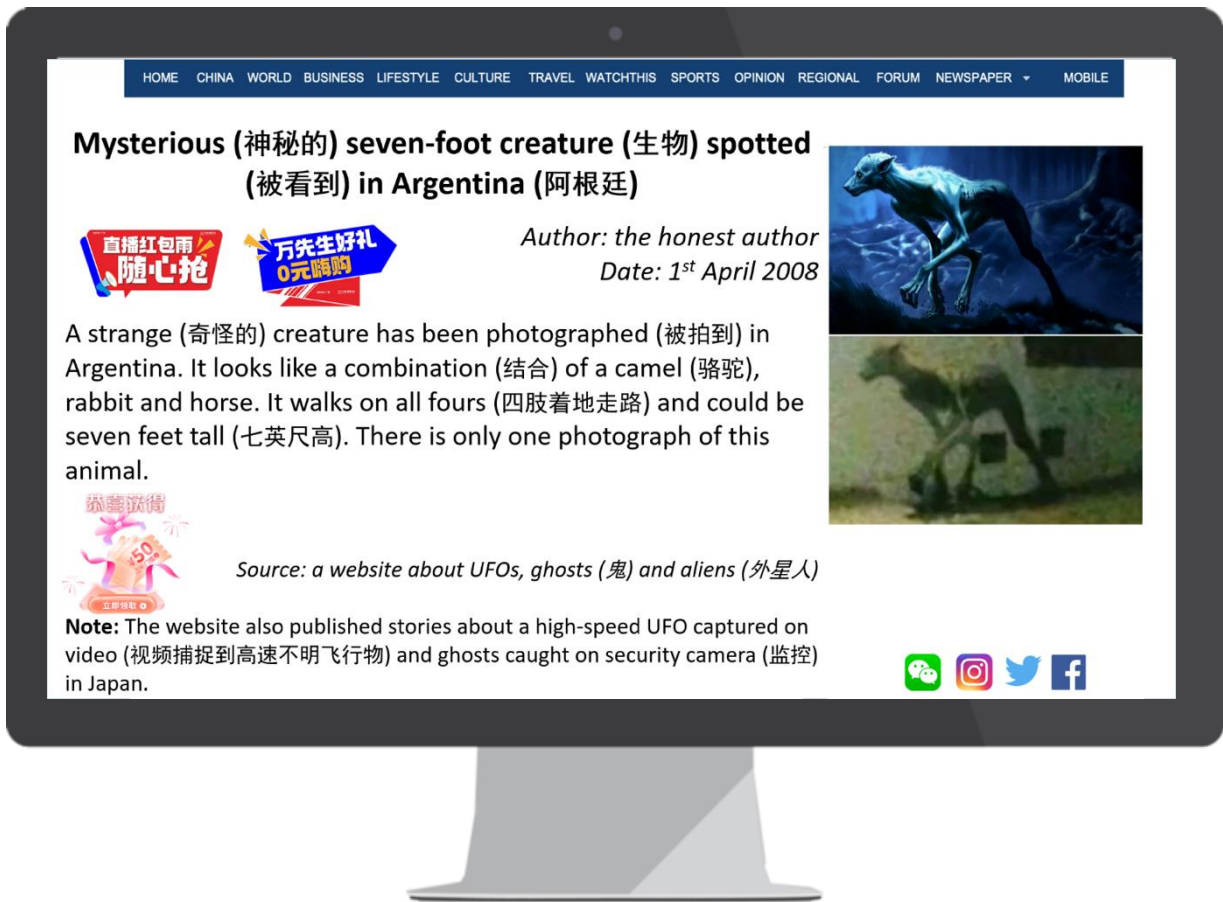 HOME CHINA WORLD BUSINESS LIFESTYLE CULTURE TRAVEL WATCHTHIS SPORTS OPINION REGIONAL FORUM NEWSPAPER MOBILE
Mysterious (神秘的) seven-foot creature (生物) spotted
(被看到) in Argentina (阿根廷)
直播红包雨
随心抢
万先生好礼
0元嗨购
Author: the honest author
Date: 1st April 2008
A strange (奇怪的) creature has been photographed (被拍到) in
Argentina. It looks like a combination (结合) of a camel (骆驼),
rabbit and horse. It walks on all fours (四肢着地走路) and could be
seven feet tall (七英尺高). There is only one photograph of this
animal.
恭喜获得
¥50
立即领取
Source: a website about UFOs, ghosts (鬼) and aliens (外星人)
Note: The website also published stories about a high-speed UFO captured on
video (视频捕捉到高速不明飞行物) and ghosts caught on security camera (监控)
in Japan.